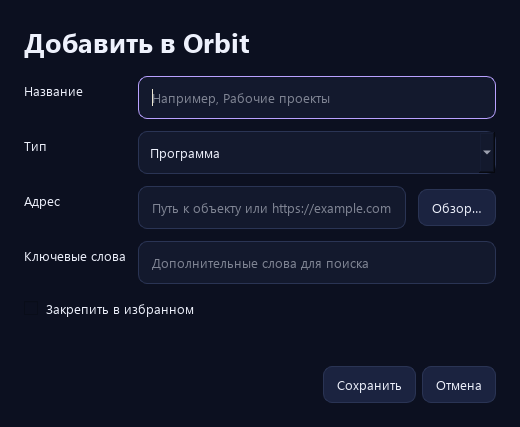 Добавить в Orbit
Название
Например, Рабочие проекты
Тип
Программа
Адрес
Путь к объекту или https://example.com
Обзор...
Ключевые слова
Дополнительные слова для поиска
Закрепить в избранном
Сохранить
Отмена